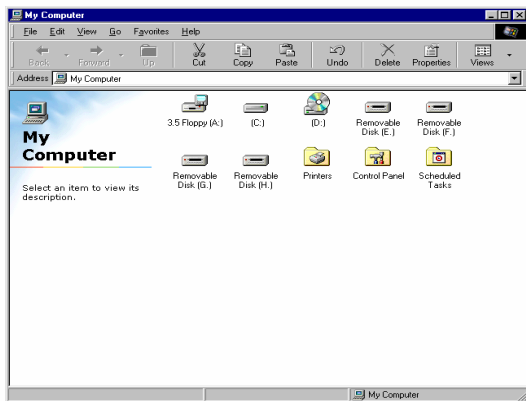 My Computer
File Edit View Go Favorites Help
Back Forward Up Cut Copy Paste Undo Delete Properties Views
Address My Computer
My
Computer
Select an item to view its
description.
3.5 Floppy (A:) (C:) (D:) Removable
Disk (E:) Removable
Disk (F:)
Removable
Disk (G:) Removable
Disk (H:) Printers Control Panel Scheduled
Tasks
My Computer